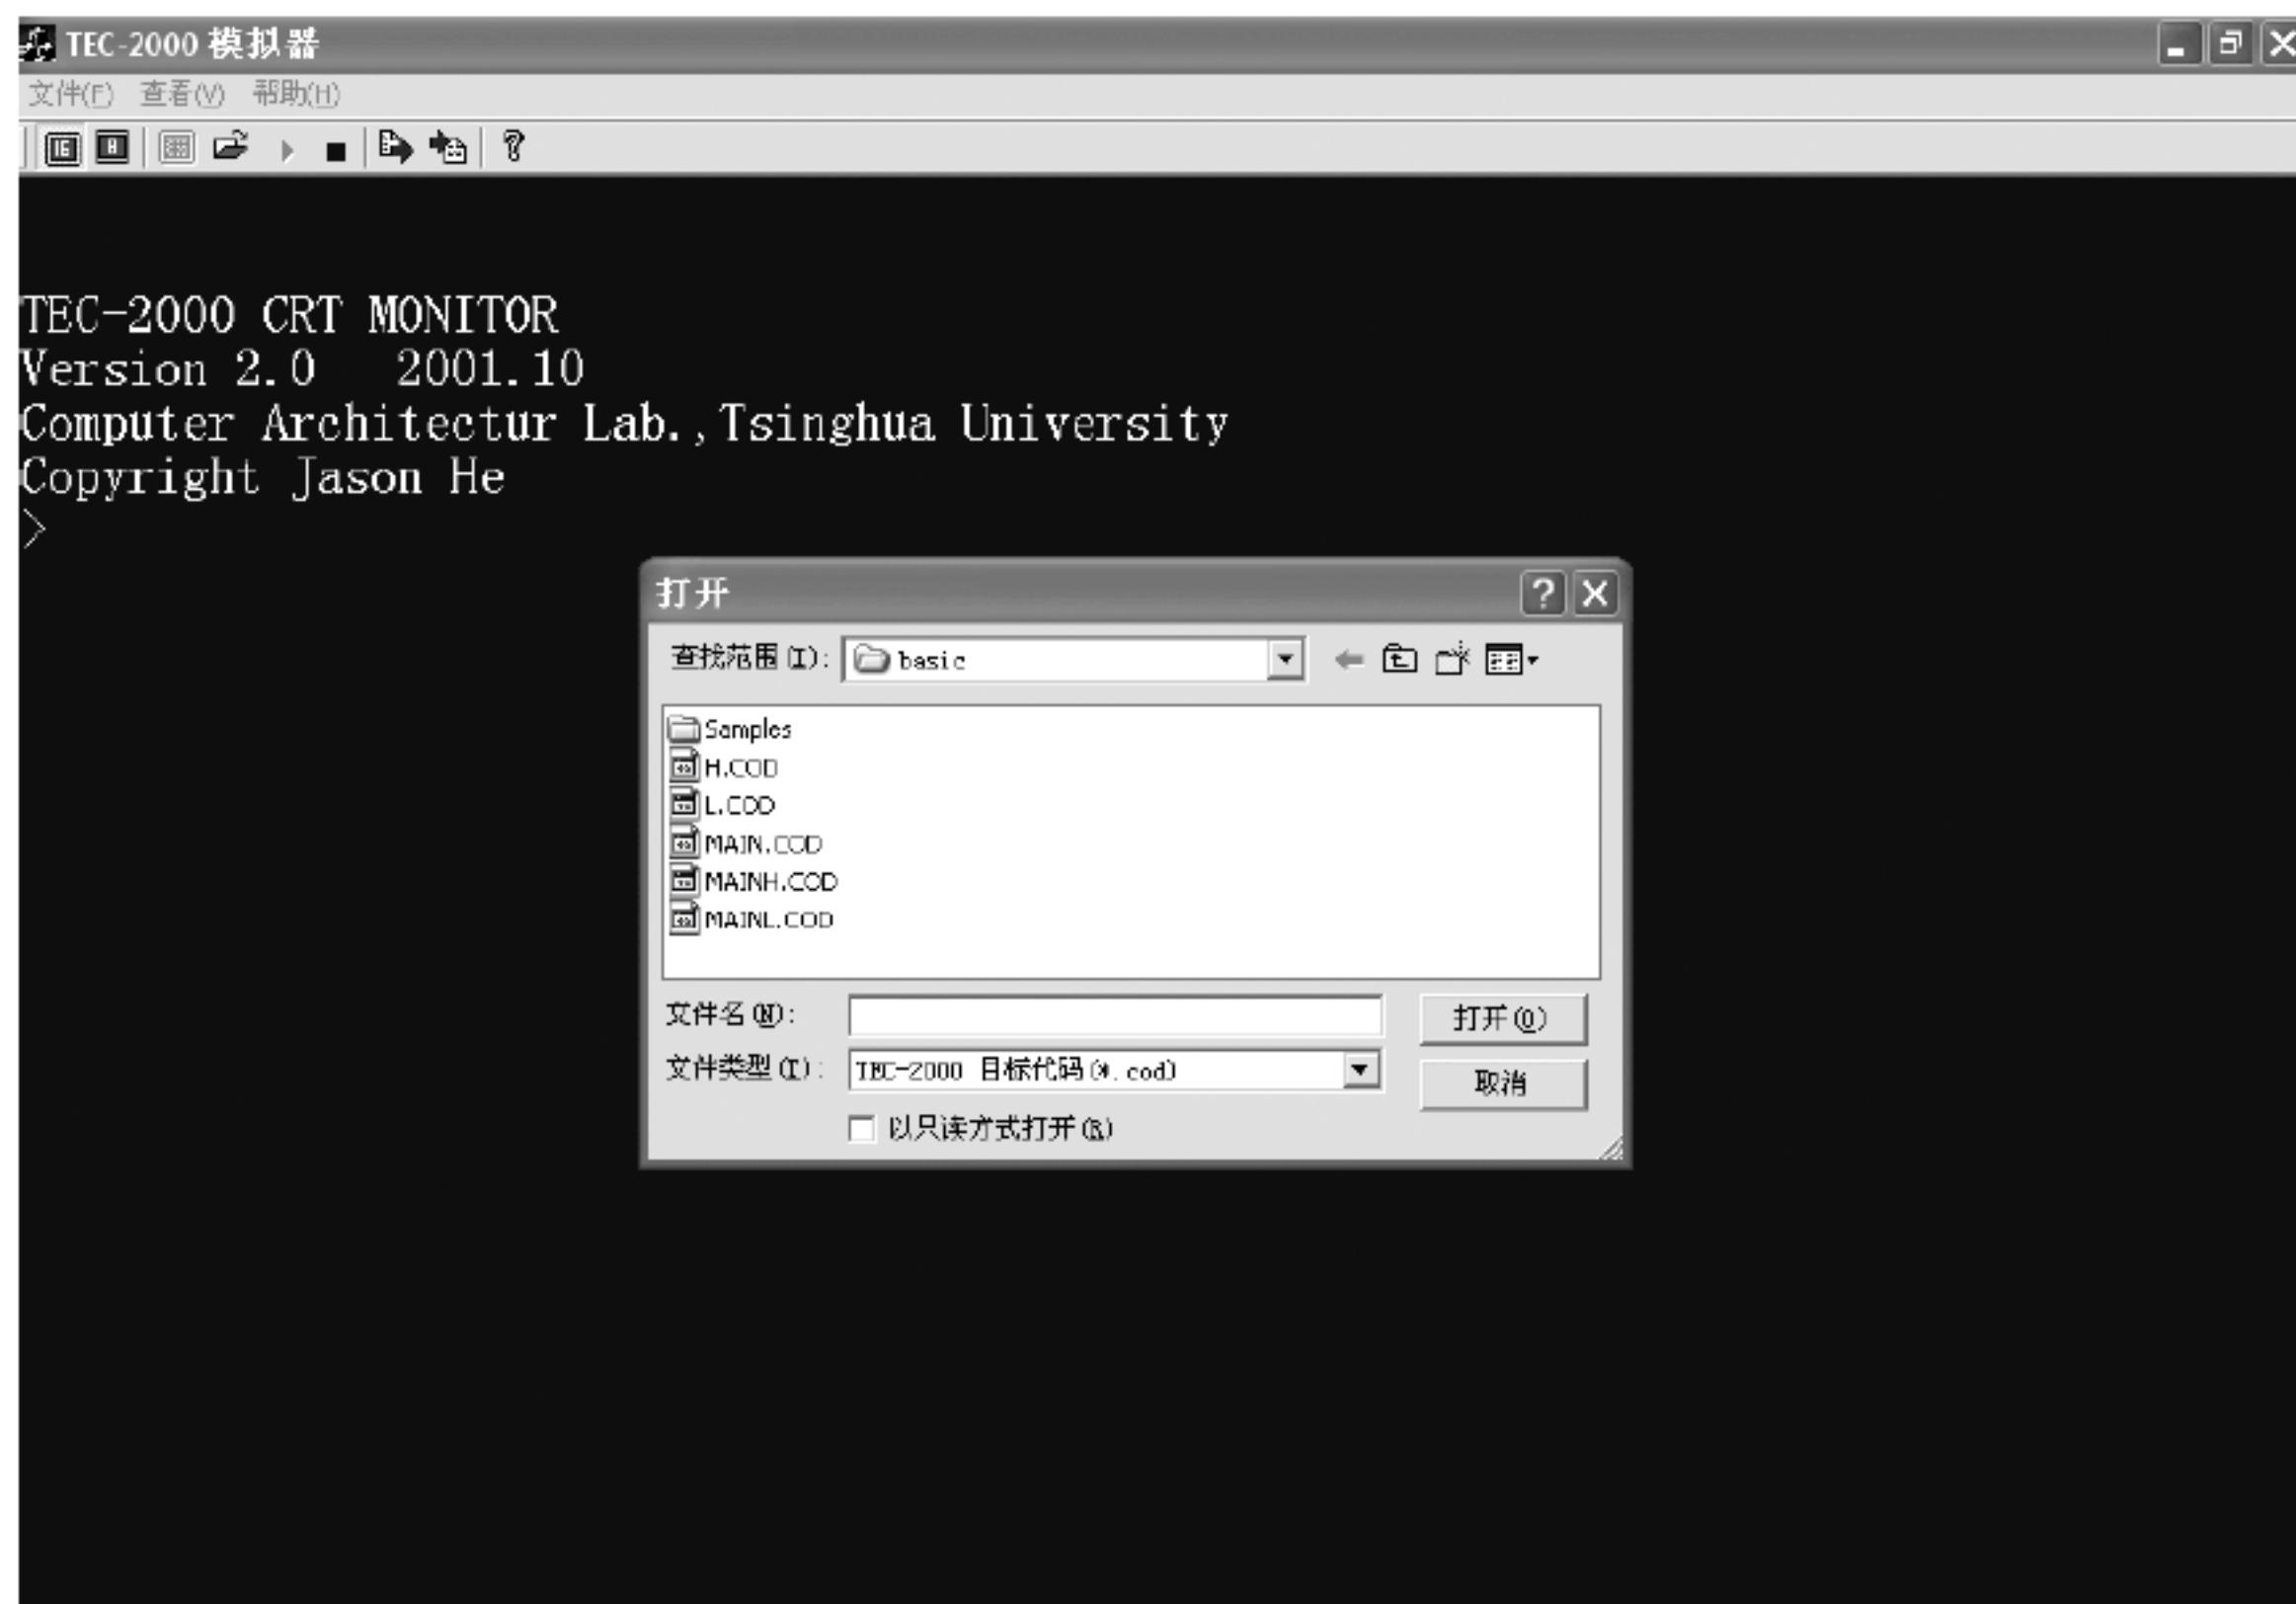 TEC-2000 模拟器
文件(F) 查看(V) 帮助(H)
16 8
TEC-2000 CRT MONITOR
Version 2.0 2001.10
Computer Architectur Lab.,Tsinghua University
Copyright Jason He
>
打开
查找范围(I): basic
Samples
H.COD
L.COD
MAIN.COD
MAINH.COD
MAINL.COD
文件名(N):
打开(O)
文件类型(T): TEC-2000 目标代码(*.cod)
取消
以只读方式打开(R)